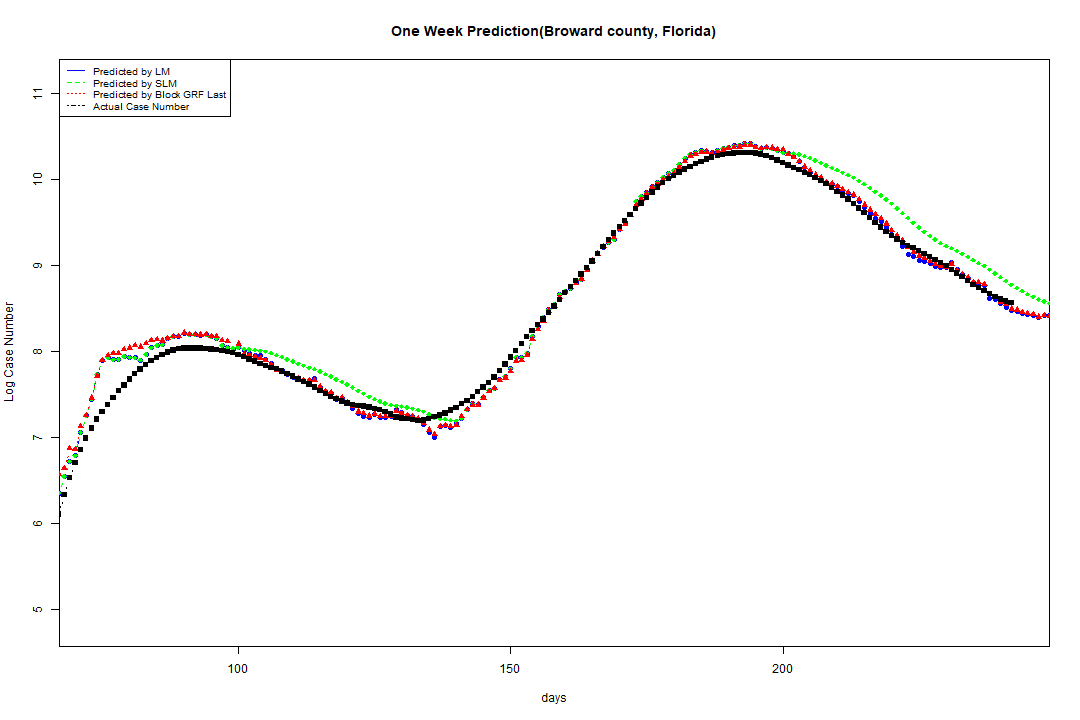 One Week Prediction(Broward county, Florida)
Predicted by LM
Predicted by SLM
Predicted by Block GRF Last
Actual Case Number
11
10
9
8
7
6
5
Log Case Number
100
150
200
days